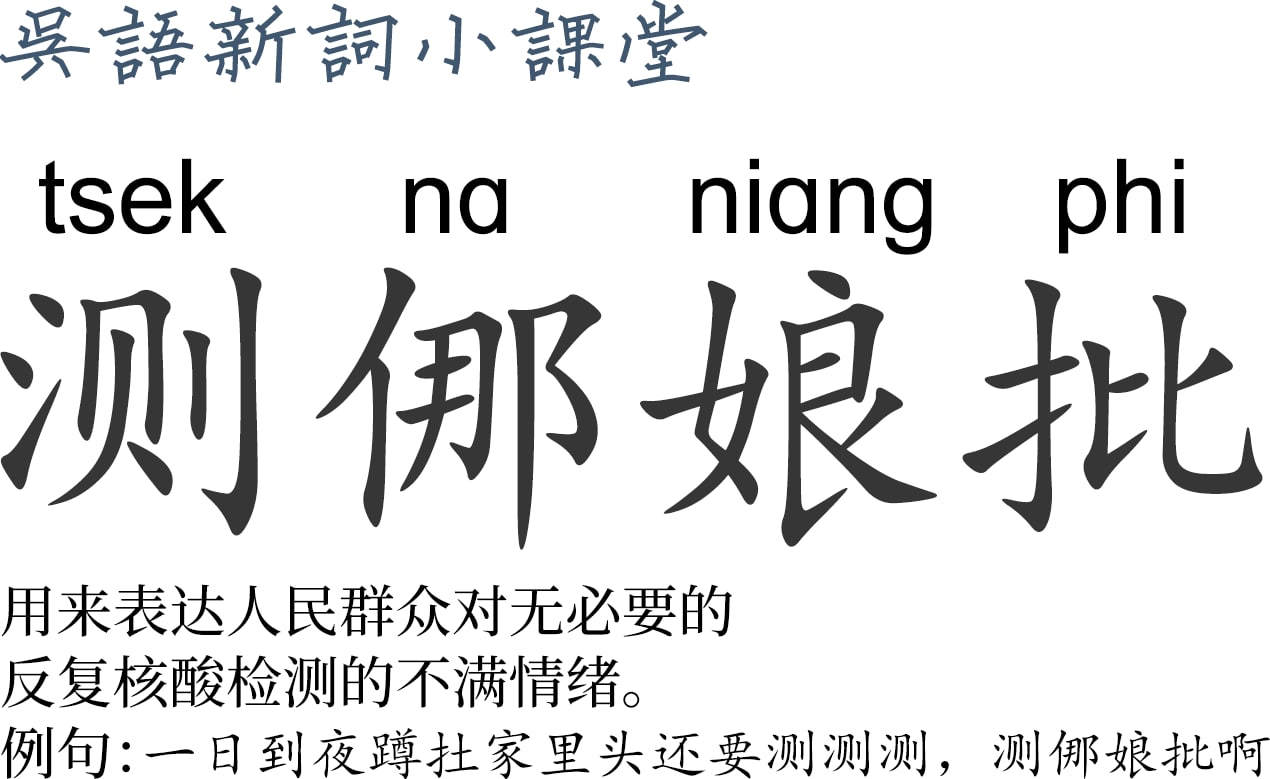 吳語新詞小課堂
tsek na niang phi
测倻娘批
用来表达人民群众对无必要的
反复核酸检测的不满情绪。
例句:一日到夜蹲拄家里头还要测测测，测倻娘批啊